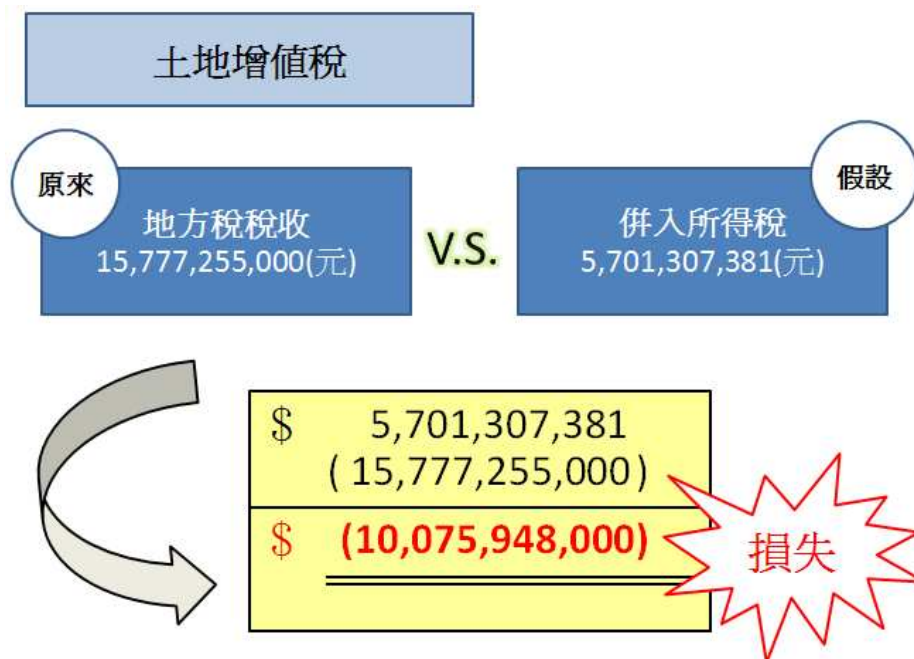 土地增值稅
原來
地方稅稅收
15,777,255,000(元)
V.S.
假設
併入所得稅
5,701,307,381(元)
$ 5,701,307,381
(15,777,255,000)
$ (10,075,948,000)
損失